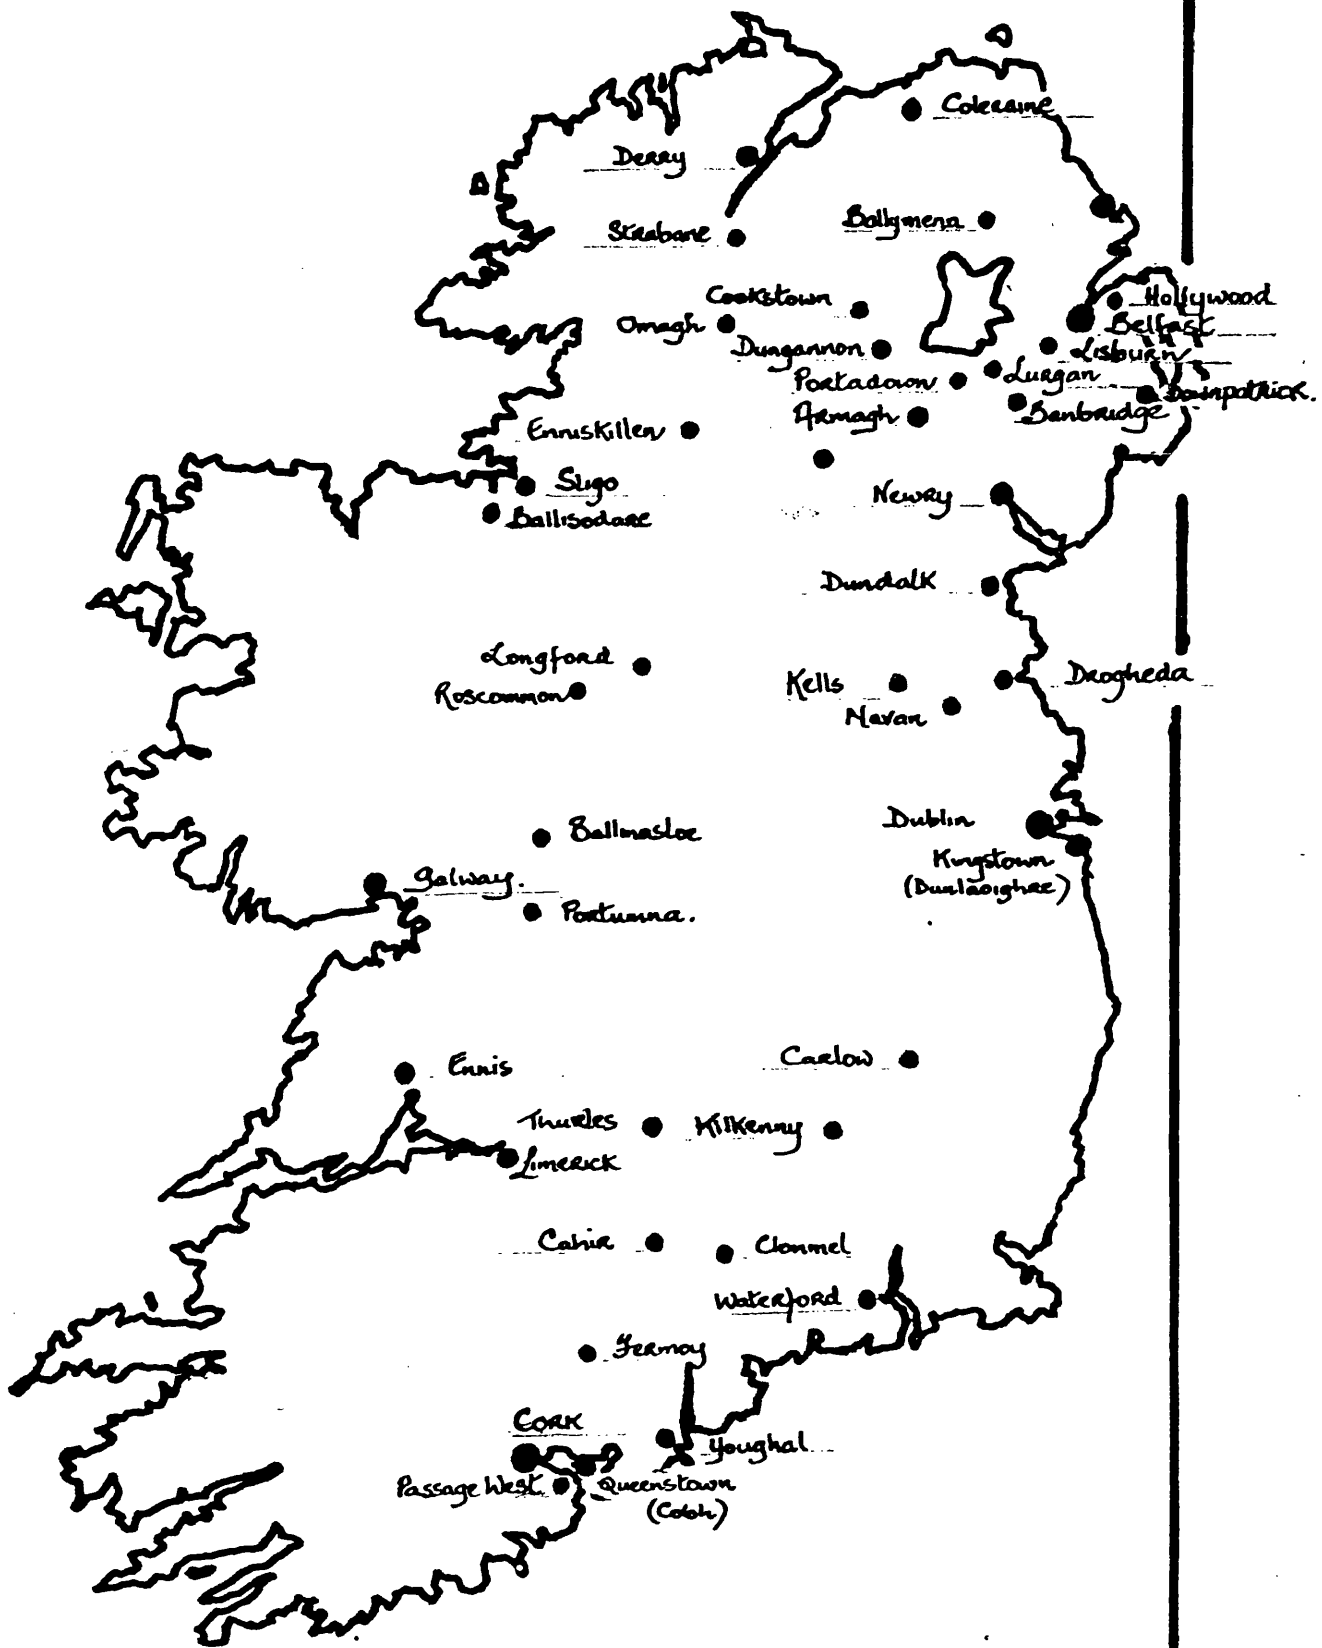 Coleraine
Derry
Ballymena
Strabane
Cookstown
Hollywood
Omagh
Belfast
Dungannon
Lisburn
Portadown
Lurgan
Downpatrick.
Armagh
Banbridge
Enniskillen
Sligo
Newry
Ballisodare
Dundalk
Longford
Kells
Drogheda
Roscommon
Navan
Dublin
Ballinasloe
Kingstown
(Dunlaoighre)
Galway.
Portumna.
Ennis
Carlow
Thurles
Kilkenny
Limerick
Cahir
Clonmel
Waterford
Fermoy
CORK
Youghal
Passage West
Queenstown
(Cobh)